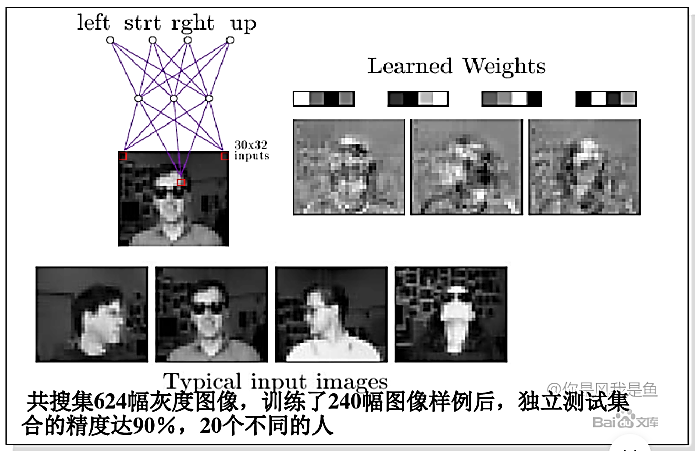 left strt rght up
Learned Weights
30x32
inputs
Typical input images
@你是风我是鱼
共搜集624幅灰度图像，训练了240幅图像样例后，独立测试集
合的精度达90％，20个不同的人
Bai du 文库